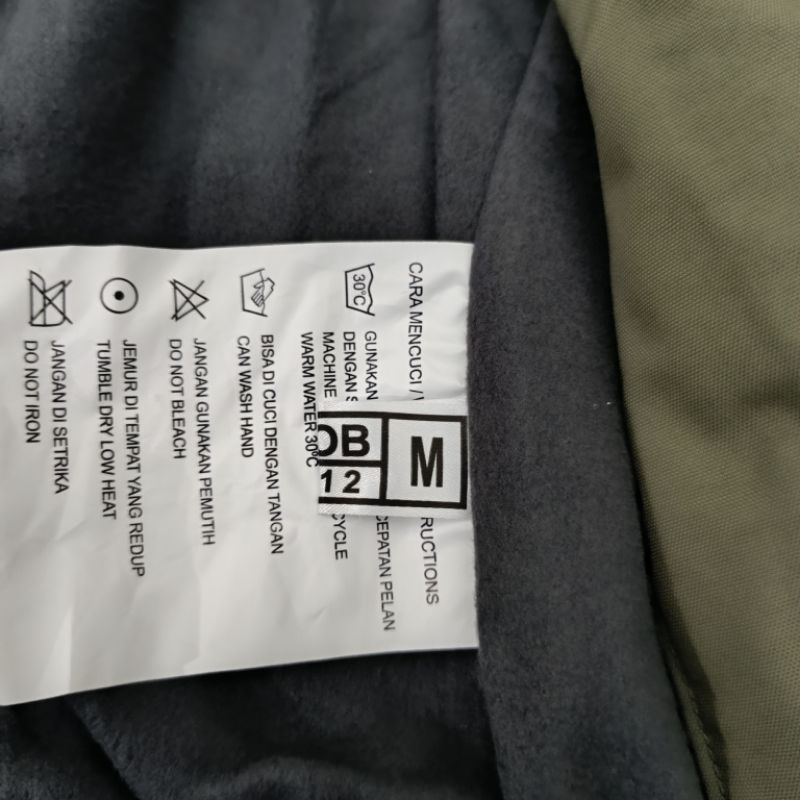 CARA MENCUCI /
RUCTIONS
30°C
GUNAKAN
CEPATAN PELAN
DENGAN
MACHINE
CYCLE
WARM WATER 30°C
M
OB
12
BISA DI CUCI DENGAN TANGAN
CAN WASH HAND
JANGAN GUNAKAN PEMUTIH
DO NOT BLEACH
JEMUR DI TEMPAT YANG REDUP
TUMBLE DRY LOW HEAT
JANGAN DI SETRIKA
DO NOT IRON